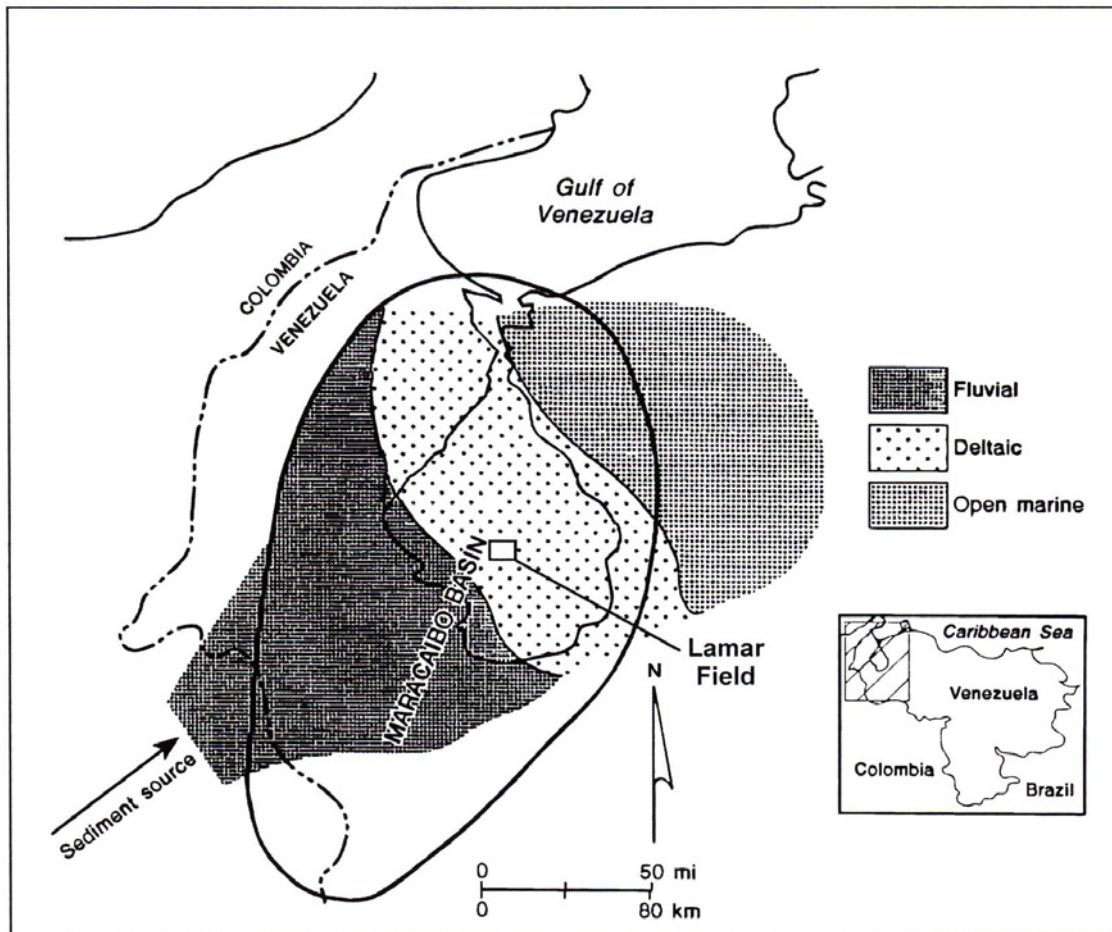 Gulf of
Venezuela
COLOMBIA
VENEZUELA
Fluvial
Deltaic
Open marine
MARACAIBO BASIN
Lamar
Field
N
Sediment source
0 50 mi
0 80 km
Caribbean Sea
Venezuela
Colombia
Brazil